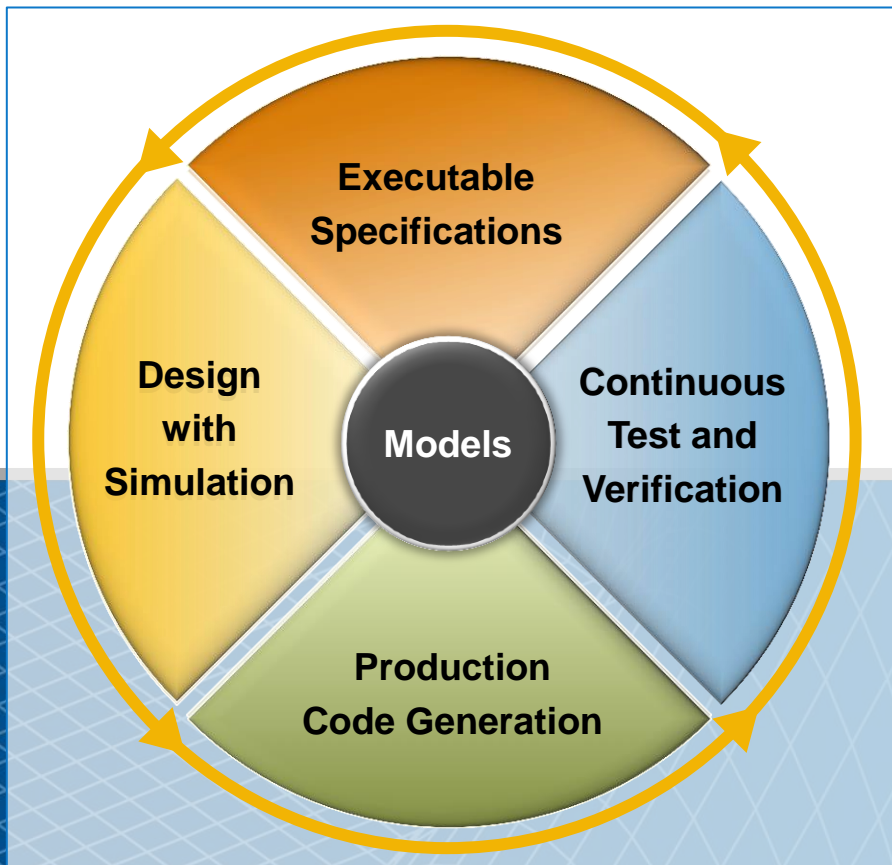 Executable
Specifications
Design
with
Simulation
Models
Continuous
Test and
Verification
Production
Code Generation